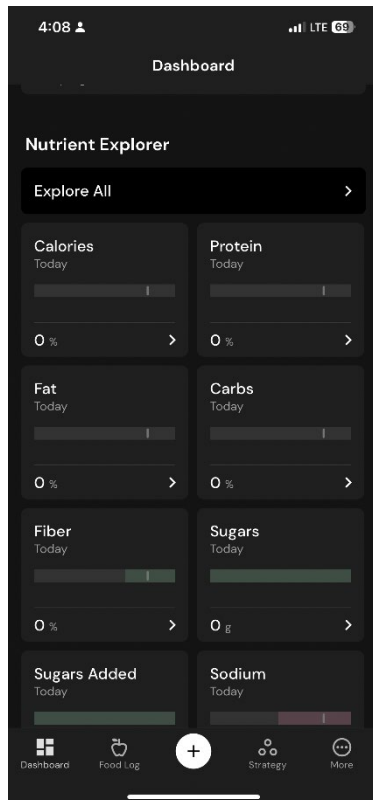 4:08
LTE 69
Dashboard
Nutrient Explorer
Explore All
Calories
Today
0 %
Protein
Today
0 %
Fat
Today
0 %
Carbs
Today
0 %
Fiber
Today
0 %
Sugars
Today
0 g
Sugars Added
Today
Sodium
Today
Dashboard
Food Log
+
Strategy
More